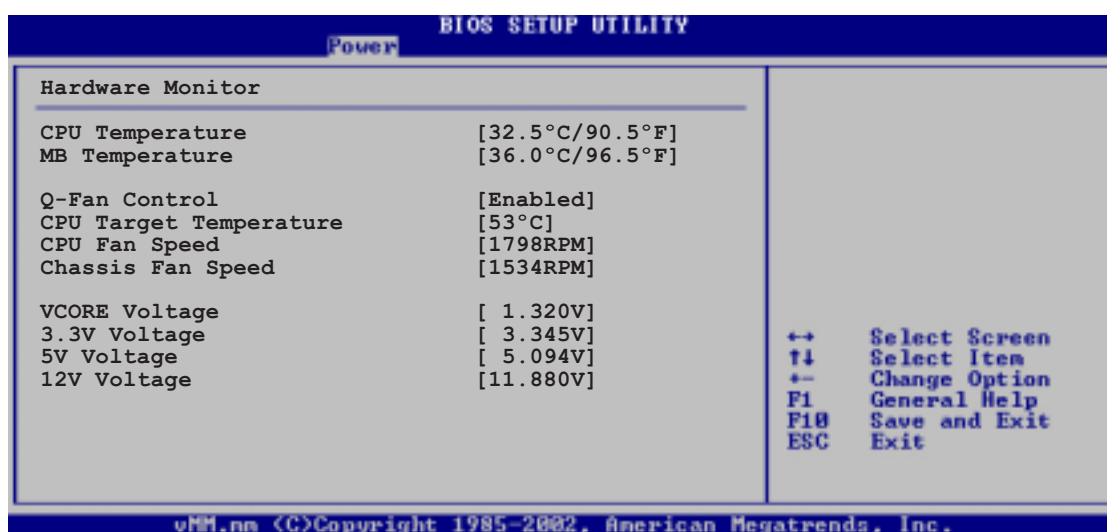 BIOS SETUP UTILITY
Power
Hardware Monitor
CPU Temperature [32.5°C/90.5°F]
MB Temperature [36.0°C/96.5°F]
Q-Fan Control [Enabled]
CPU Target Temperature [53°C]
CPU Fan Speed [1798RPM]
Chassis Fan Speed [1534RPM]
VCORE Voltage [ 1.320V]
3.3V Voltage [ 3.345V]
5V Voltage [ 5.094V]
12V Voltage [11.880V]
←→ Select Screen
↑↓ Select Item
+- Change Option
F1 General Help
F10 Save and Exit
ESC Exit
vMM.nn (C)Copyright 1985-2002, American Megatrends, Inc.